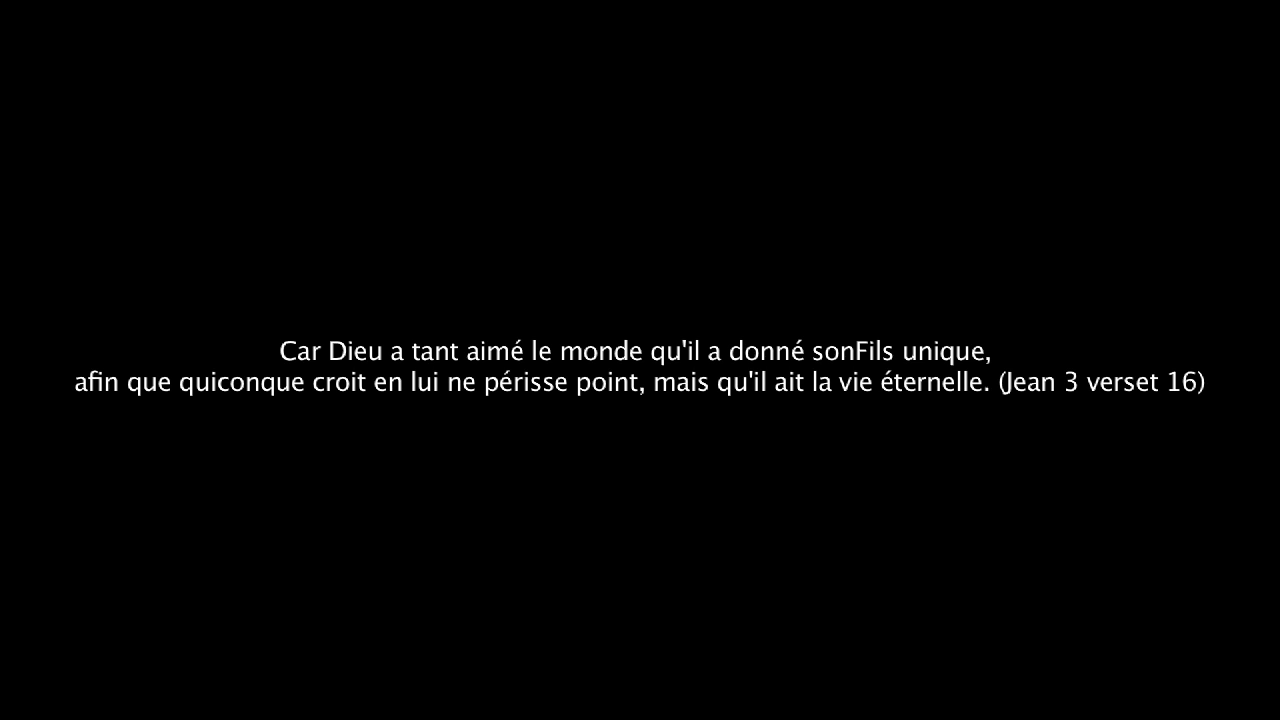 Car Dieu a tant aimé le monde qu'il a donné sonFils unique,
afin que quiconque croit en lui ne périsse point, mais qu'il ait la vie éternelle. (Jean 3 verset 16)